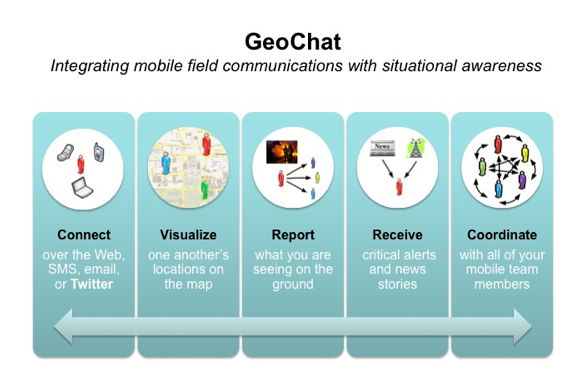 GeoChat
Integrating mobile field communications with situational awareness
News
Connect
over the Web,
SMS, email,
or Twitter
Visualize
one another's
locations on
the map
Report
what you are
seeing on the
ground
Receive
critical alerts
and news
stories
Coordinate
with all of your
mobile team
members